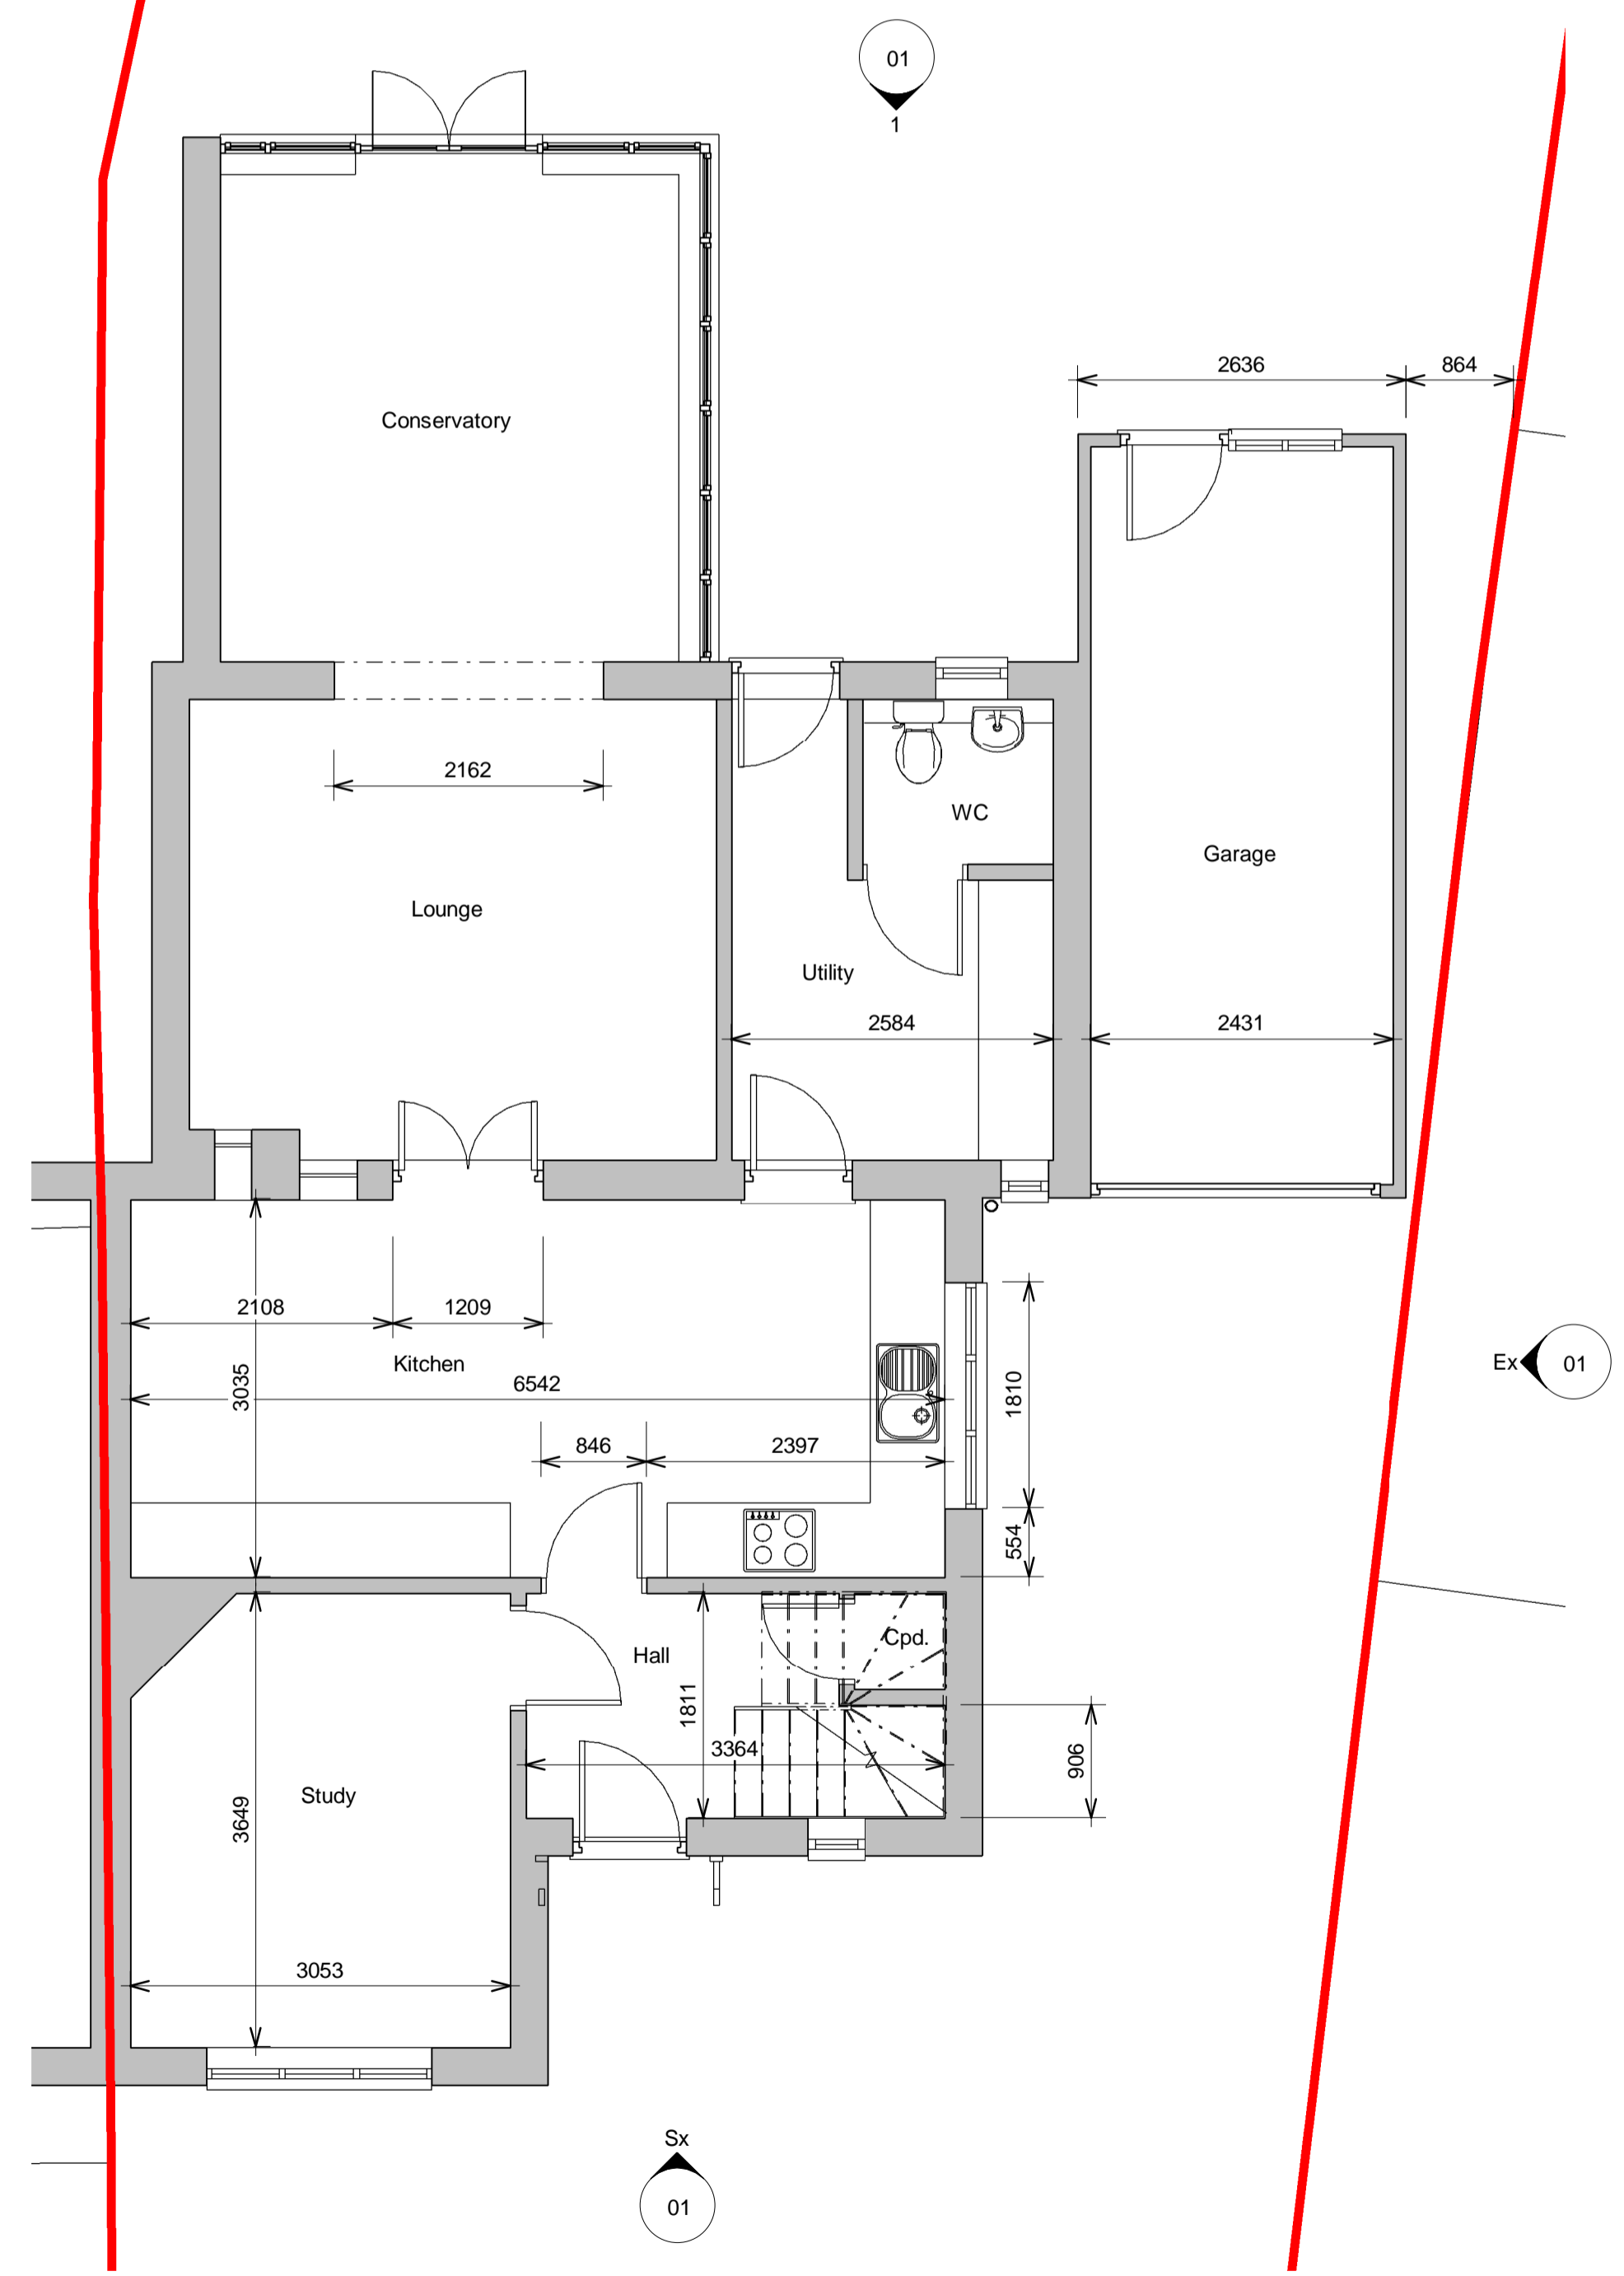 01
1
2636 864
Conservatory
2162
WC
Garage
Lounge
Utility
2584 2431
2108 1209
Kitchen
3035
6542
1810
Ex 01
846 2397
554
Cpd.
Hall
1811
3364
906
Study
3649
3053
Sx
01